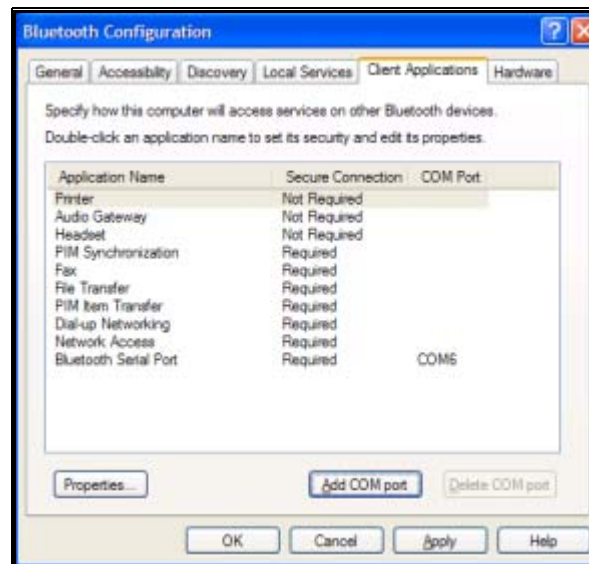 Bluetooth Configuration
General Accessibility Discovery Local Services Client Applications Hardware
Specify how this computer will access services on other Bluetooth devices.
Double-click an application name to set its security and edit its properties.
Application Name Secure Connection COM Port
Printer Not Required
Audio Gateway Not Required
Headset Not Required
PIM Synchronization Required
Fax Required
File Transfer Required
PIM Item Transfer Required
Dial-up Networking Required
Network Access Required
Bluetooth Serial Port Required COM6
Properties... Add COM port Delete COM port
OK Cancel Apply Help